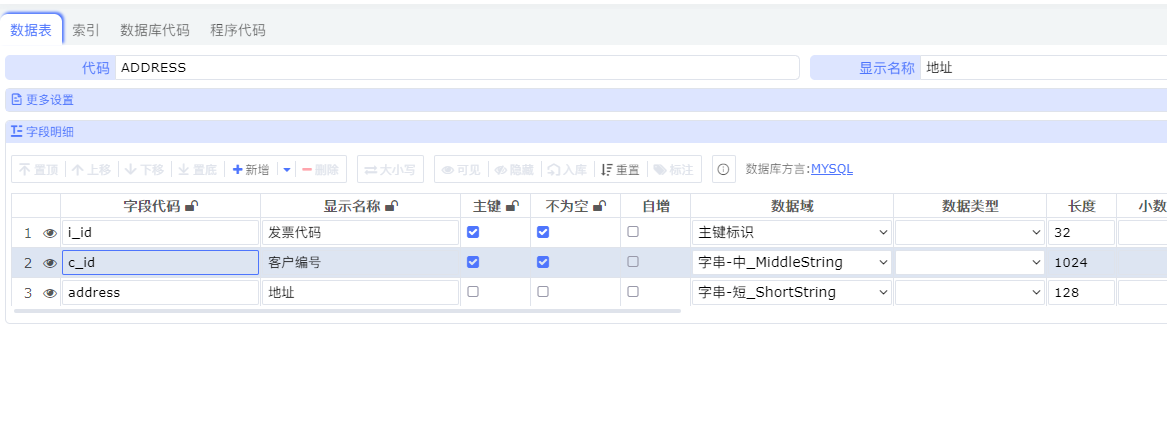 数据表 索引 数据库代码 程序代码
代码 ADDRESS 显示名称 地址
更多设置
字段明细
置顶 上移 下移 置底 新增 删除 大小写 可见 隐藏 入库 重置 标注 数据库方言:MYSQL
字段代码 显示名称 主键 不为空 自增 数据域 数据类型 长度 小数
1 i_id 发票代码 主键标识 32
2 c_id 客户编号 字串-中_MiddleString 1024
3 address 地址 字串-短_ShortString 128